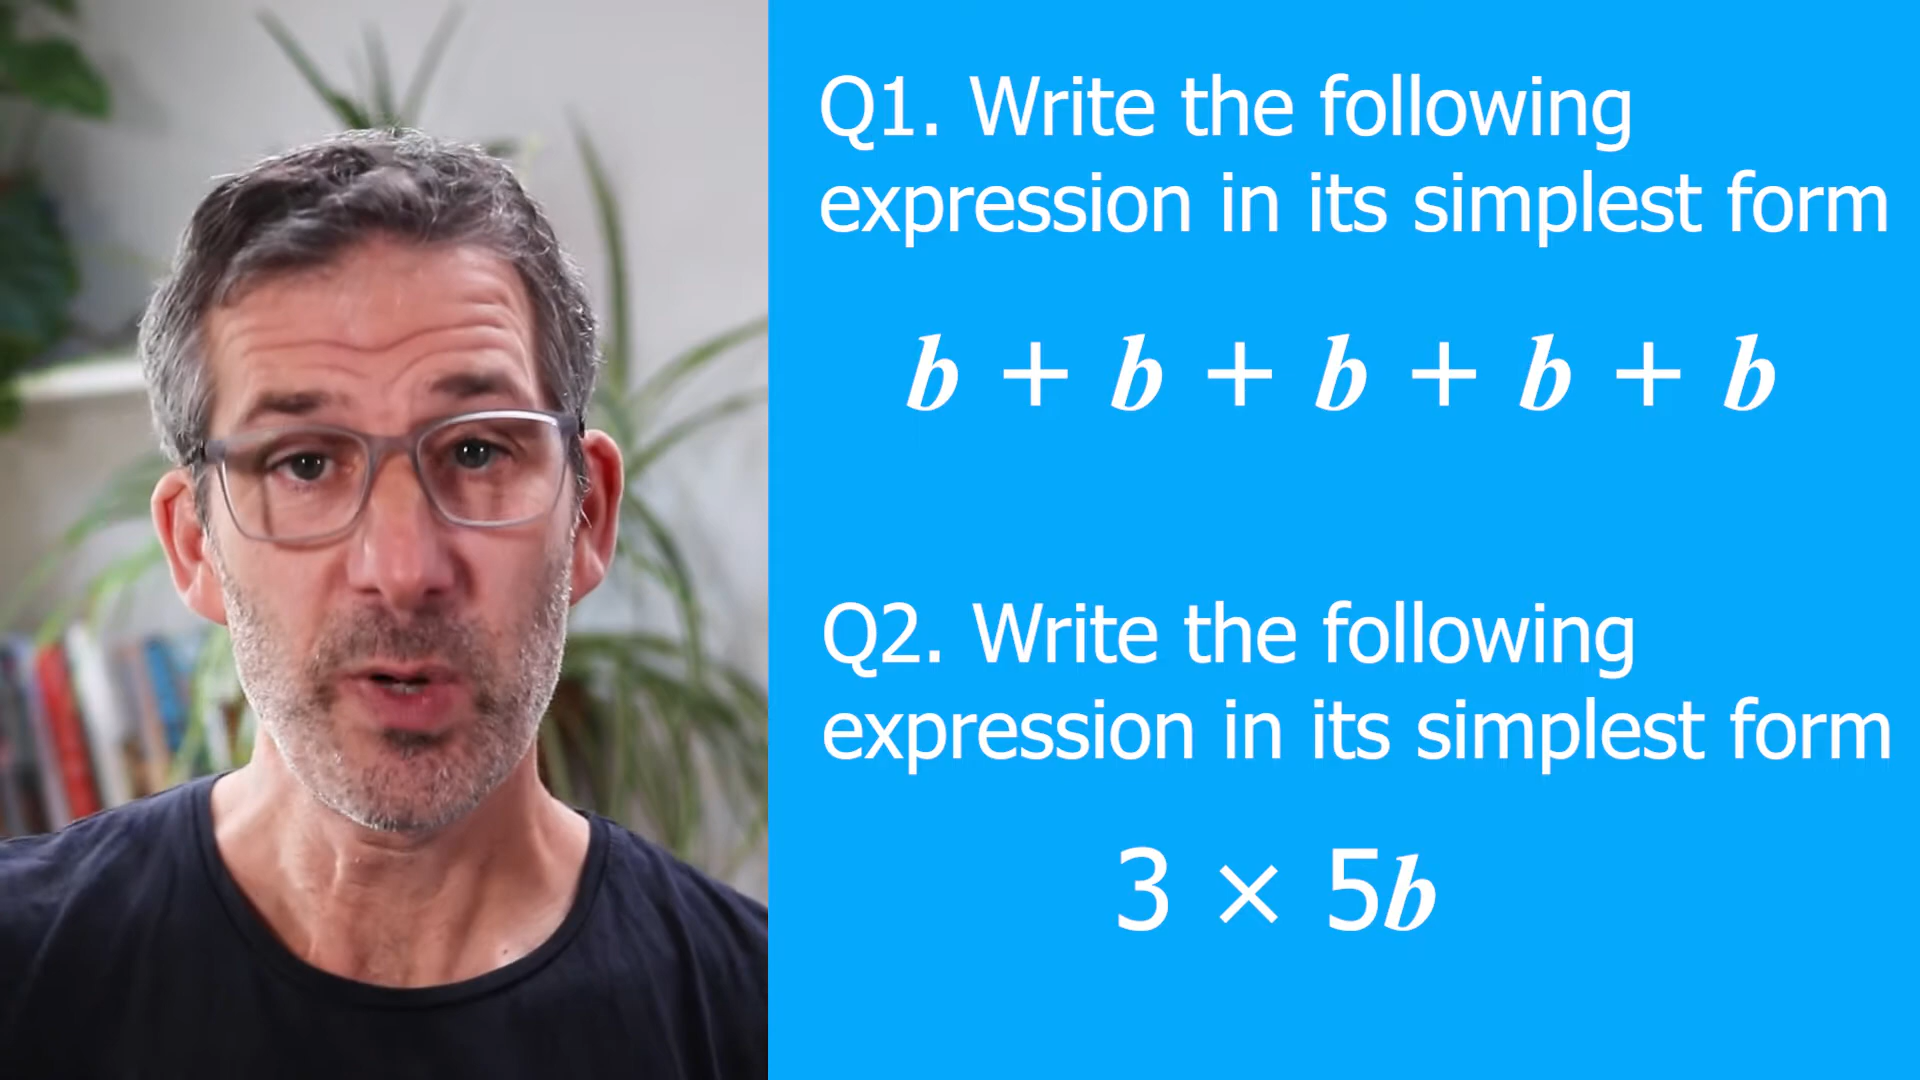 Q1. Write the following
expression in its simplest form
b + b + b + b + b
Q2. Write the following
expression in its simplest form
3 × 5b